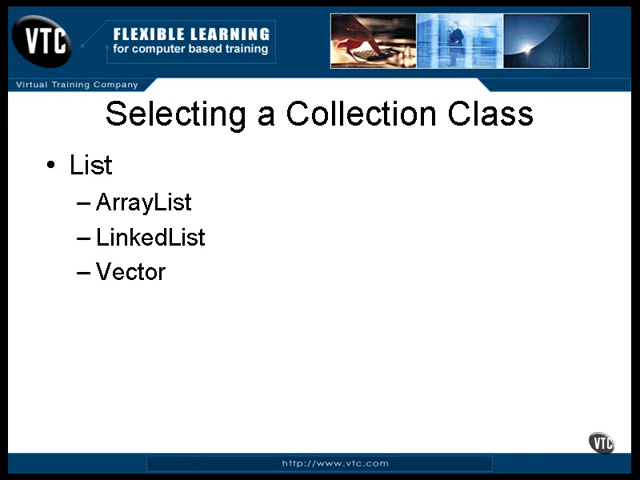 VTC
FLEXIBLE LEARNING
for computer based training
Virtual Training Company
Selecting a Collection Class
• List
– ArrayList
– LinkedList
– Vector
VTC
http://www.vtc.com